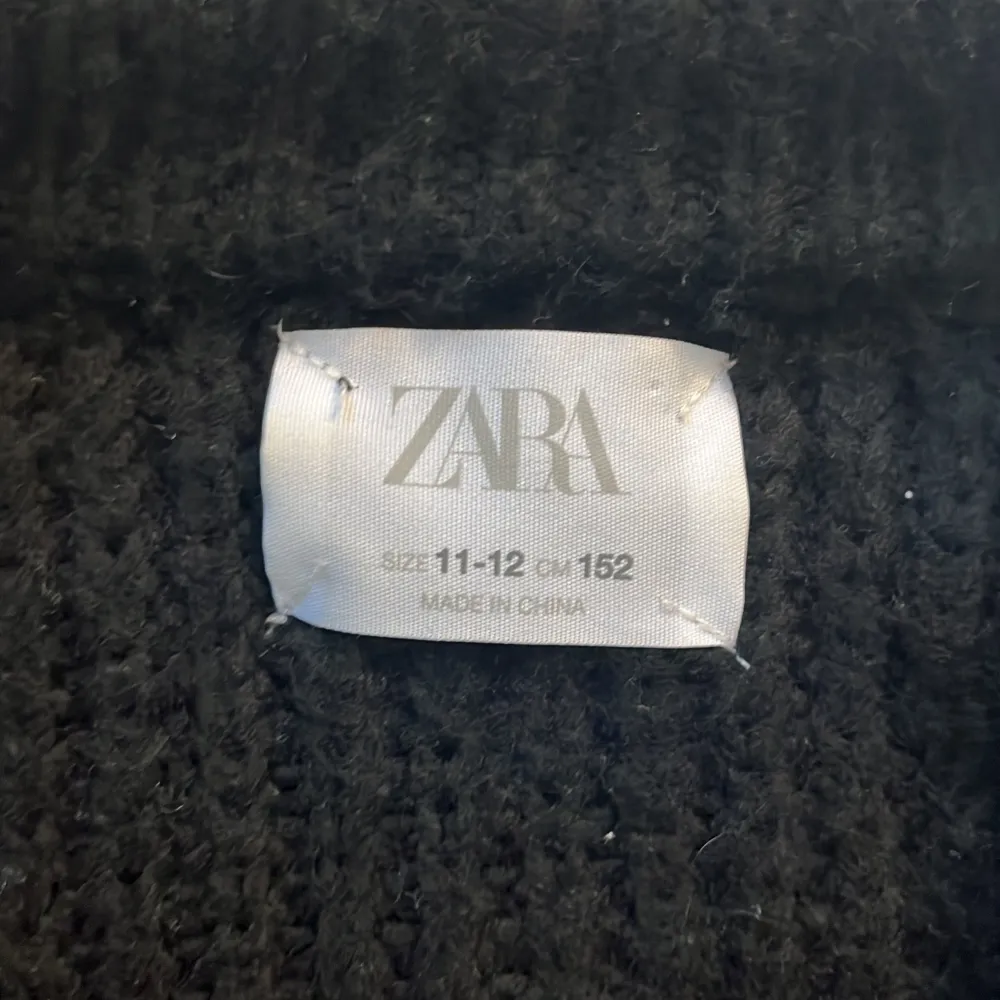 ZARA
SIZE 11-12 CM 152
MADE IN CHINA